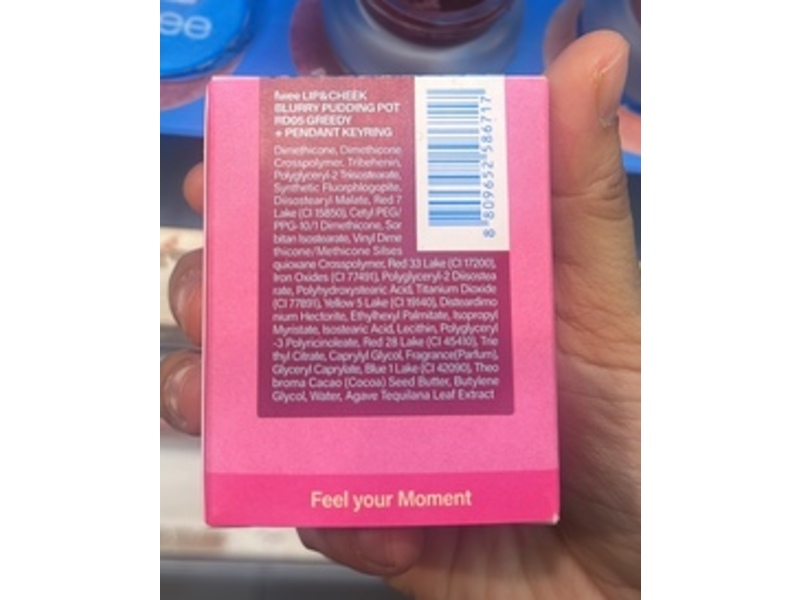 ee
fwee LIP&CHEEK
BLURRY PUDDING POT
RD05 GREEDY
+ PENDANT KEYRING
Dimethicone, Dimethicone
Crosspolymer, Tribehenin,
Polyglyceryl-2 Triisostearate,
Synthetic Fluorphlogopite,
Diisostearyl Malate, Red 7
Lake (CI 15850), Cetyl PEG/
PPG-10/1 Dimethicone, Sor
bitan Isostearate, Vinyl Dime
thicone/Methicone Silses
quioxane Crosspolymer, Red 33 Lake (CI 17200),
Iron Oxides (CI 77491), Polyglyceryl-2 Diisostea
rate, Polyhydroxystearic Acid, Titanium Dioxide
(CI 77891), Yellow 5 Lake (CI 19140), Disteardimo
nium Hectorite, Ethylhexyl Palmitate, Isopropyl
Myristate, Isostearic Acid, Lecithin, Polyglyceryl
-3 Polyricinoleate, Red 28 Lake (CI 45410), Trie
thyl Citrate, Caprylyl Glycol, Fragrance(Parfum),
Glyceryl Caprylate, Blue 1 Lake (CI 42090), Theo
broma Cacao (Cocoa) Seed Butter, Butylene
Glycol, Water, Agave Tequilana Leaf Extract
8 809652 586717
Feel your Moment